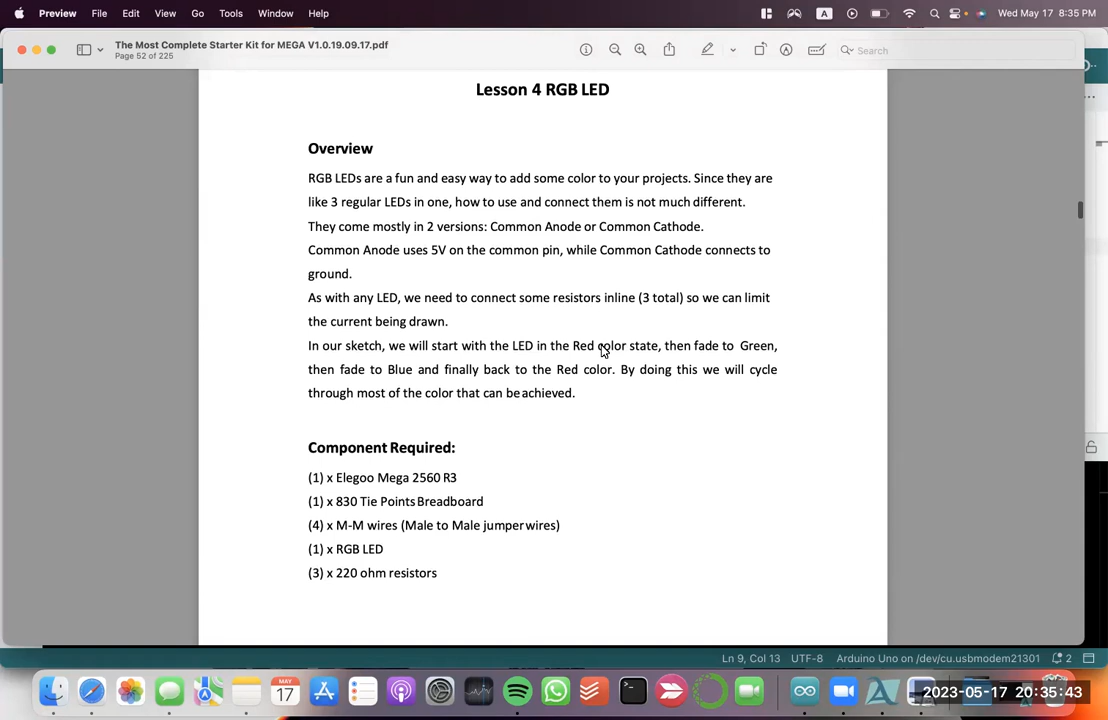 Preview File Edit View Go Tools Window Help A Wed May 17 8:35 PM
The Most Complete Starter Kit for MEGA V1.0.19.09.17.pdf
Page 52 of 225
Search
Lesson 4 RGB LED
Overview
RGB LEDs are a fun and easy way to add some color to your projects. Since they are
like 3 regular LEDs in one, how to use and connect them is not much different.
They come mostly in 2 versions: Common Anode or Common Cathode.
Common Anode uses 5V on the common pin, while Common Cathode connects to
ground.
As with any LED, we need to connect some resistors inline (3 total) so we can limit
the current being drawn.
In our sketch, we will start with the LED in the Red color state, then fade to Green,
then fade to Blue and finally back to the Red color. By doing this we will cycle
through most of the color that can be achieved.
Component Required:
(1) x Elegoo Mega 2560 R3
(1) x 830 Tie Points Breadboard
(4) x M-M wires (Male to Male jumper wires)
(1) x RGB LED
(3) x 220 ohm resistors
Ln 9, Col 13 UTF-8 Arduino Uno on /dev/cu.usbmodem21301 2
MAY
17
2023-05-17 20:35:43